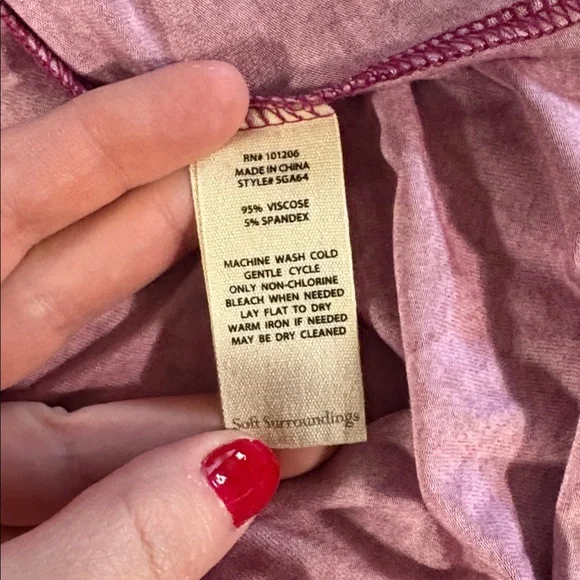 RN# 101206
MADE IN CHINA
STYLE# 5GA64
95% VISCOSE
5% SPANDEX
MACHINE WASH COLD
GENTLE CYCLE
ONLY NON-CHLORINE
BLEACH WHEN NEEDED
LAY FLAT TO DRY
WARM IRON IF NEEDED
MAY BE DRY CLEANED
Soft Surroundings